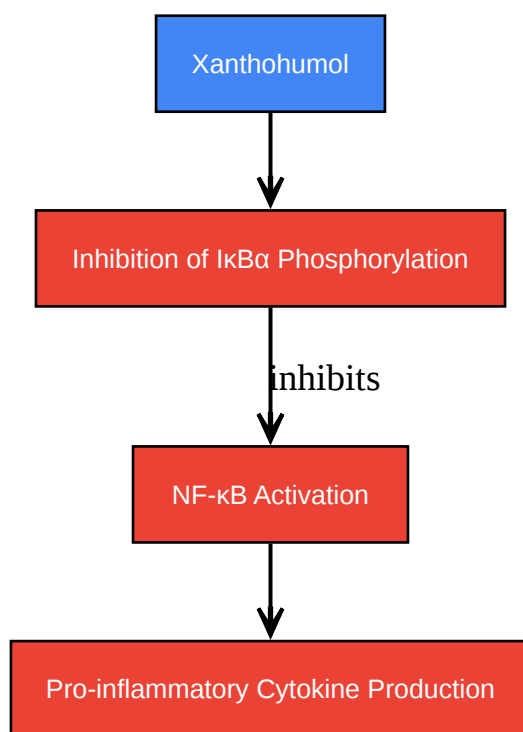 Xanthohumol
Inhibition of IκBα Phosphorylation
inhibits
NF-κB Activation
Pro-inflammatory Cytokine Production